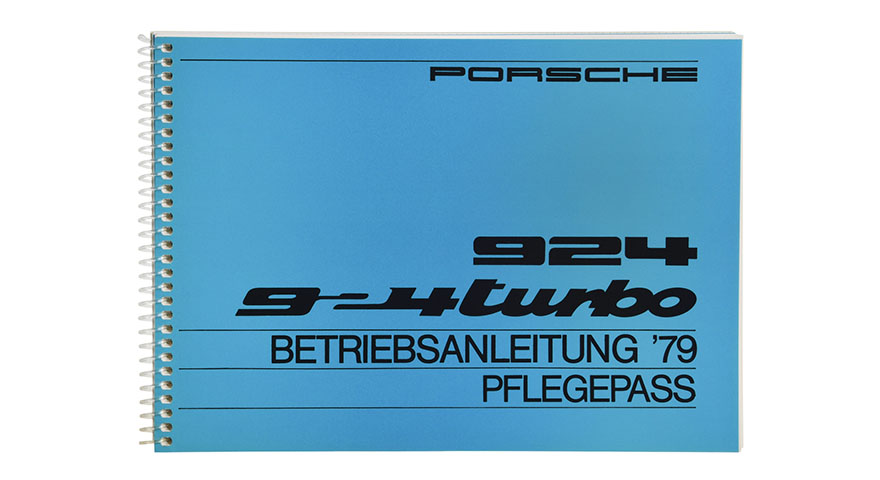 PORSCHE
924
924turbo
BETRIEBSANLEITUNG '79
PFLEGEPASS